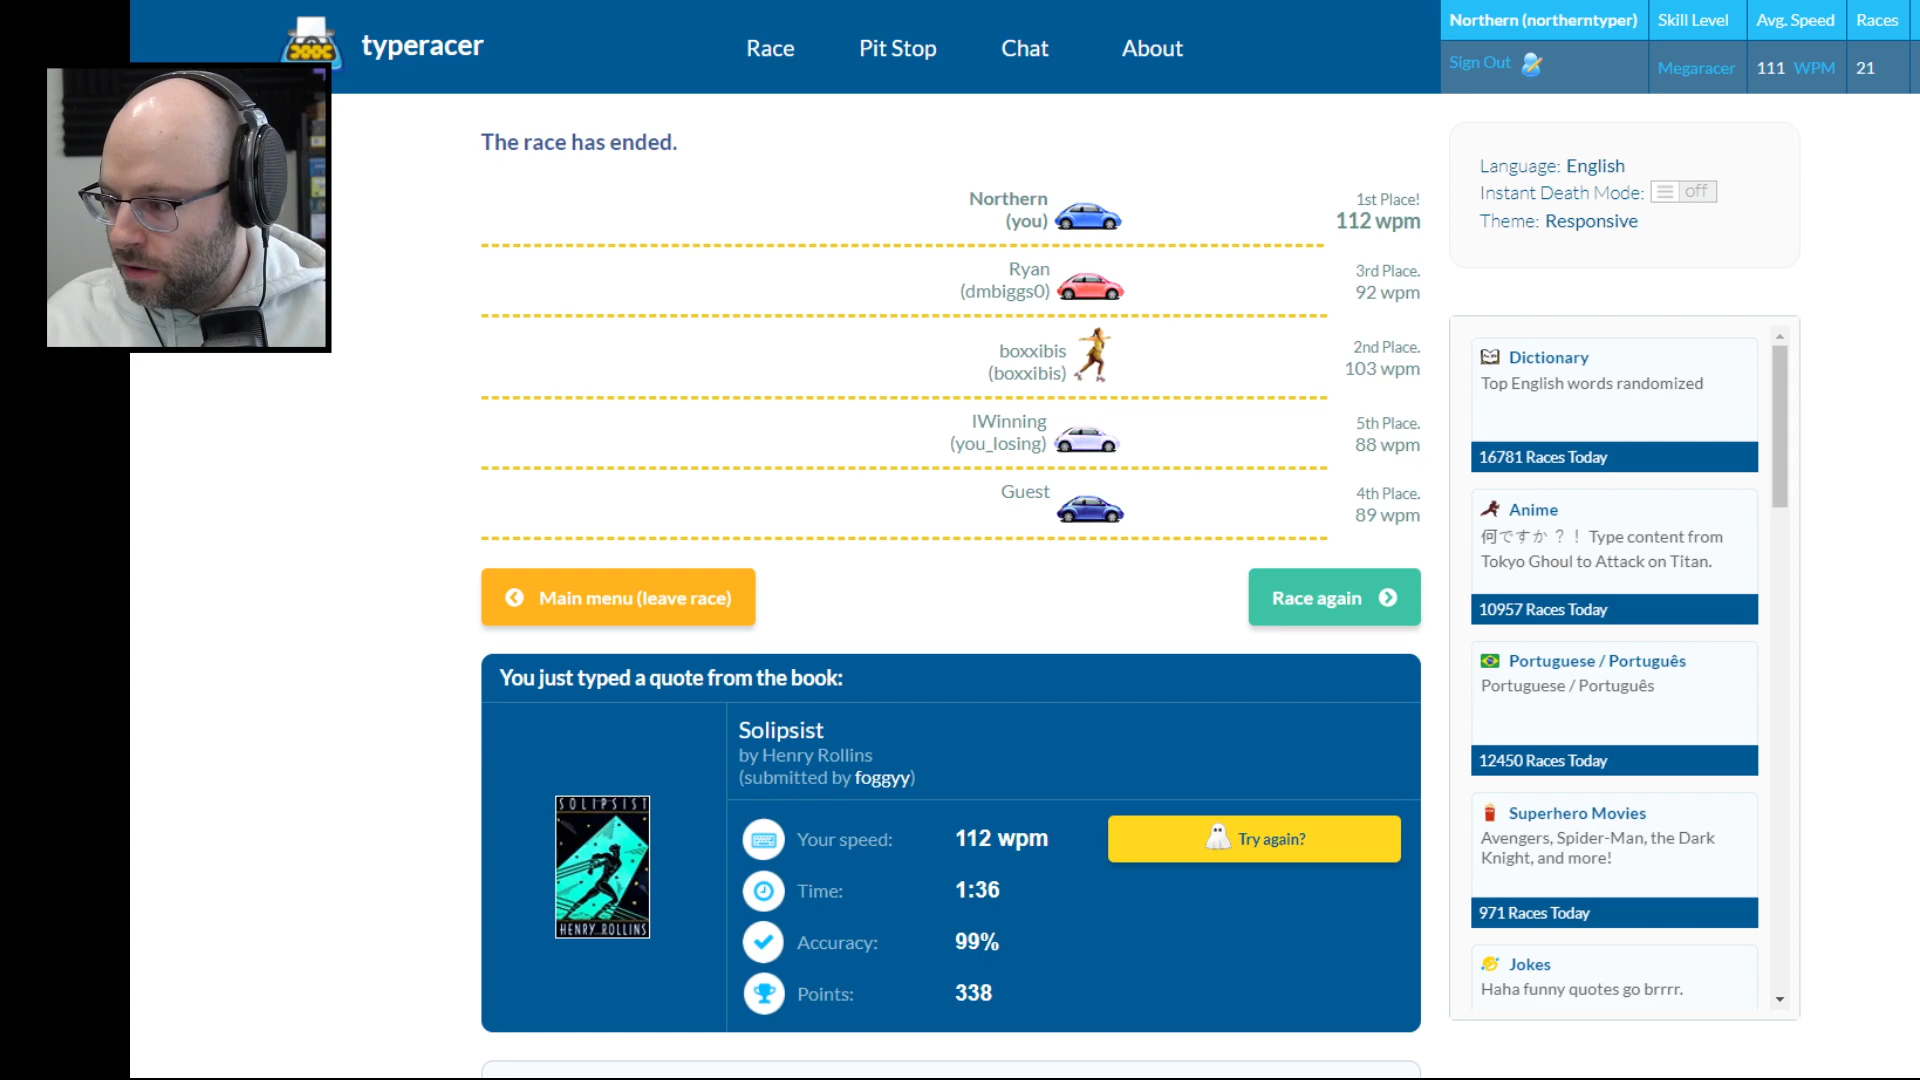 typeracer
Race
Pit Stop
Chat
About
Northern (northerntyper)
Skill Level
Avg. Speed
Races
Sign Out
Megaracer
111 WPM
21
The race has ended.
Northern
(you)
1st Place!
112 wpm
Ryan
(dmbiggs0)
3rd Place.
92 wpm
boxxibis
(boxxibis)
2nd Place.
103 wpm
IWinning
(you_losing)
5th Place.
88 wpm
Guest
4th Place.
89 wpm
Main menu (leave race)
Race again
You just typed a quote from the book:
Solipsist
by Henry Rollins
(submitted by foggyy)
SOLIPSIST
HENRY ROLLINS
Your speed:
112 wpm
Try again?
Time:
1:36
Accuracy:
99%
Points:
338
Language: English
Instant Death Mode: off
Theme: Responsive
Dictionary
Top English words randomized
16781 Races Today
Anime
何ですか？！ Type content from
Tokyo Ghoul to Attack on Titan.
10957 Races Today
Portuguese / Português
Portuguese / Português
12450 Races Today
Superhero Movies
Avengers, Spider-Man, the Dark
Knight, and more!
971 Races Today
Jokes
Haha funny quotes go brrrr.